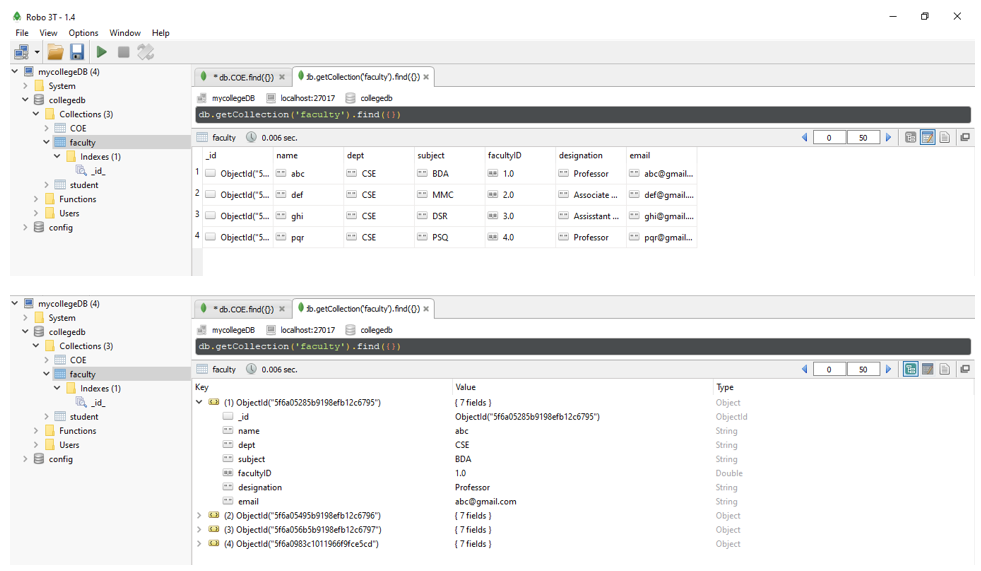 Robo 3T - 1.4
File View Options Window Help
mycollegeDB (4)
System
collegedb
Collections (3)
COE
faculty
Indexes (1)
_id_
student
Functions
Users
config
* db.COE.find({})
db.getCollection('faculty').find({})
mycollegeDB localhost:27017 collegedb
db.getCollection('faculty').find({})
faculty 0.006 sec. 0 50
_id name dept subject facultyID designation email
1 ObjectId("5... abc CSE BDA 1.0 Professor abc@gmail...
2 ObjectId("5... def CSE MMC 2.0 Associate ... def@gmail...
3 ObjectId("5... ghi CSE DSR 3.0 Assisstant ... ghi@gmail....
4 ObjectId("5... pqr CSE PSQ 4.0 Professor pqr@gmail...
mycollegeDB (4)
System
collegedb
Collections (3)
COE
faculty
Indexes (1)
_id_
student
Functions
Users
config
* db.COE.find({})
db.getCollection('faculty').find({})
mycollegeDB localhost:27017 collegedb
db.getCollection('faculty').find({})
faculty 0.006 sec. 0 50
Key Value Type
(1) ObjectId("5f6a05285b9198efb12c6795") { 7 fields } Object
_id ObjectId("5f6a05285b9198efb12c6795") ObjectId
name abc String
dept CSE String
subject BDA String
facultyID 1.0 Double
designation Professor String
email abc@gmail.com String
(2) ObjectId("5f6a05495b9198efb12c6796") { 7 fields } Object
(3) ObjectId("5f6a056b5b9198efb12c6797") { 7 fields } Object
(4) ObjectId("5f6a0983c1011966f9fce5cd") { 7 fields } Object